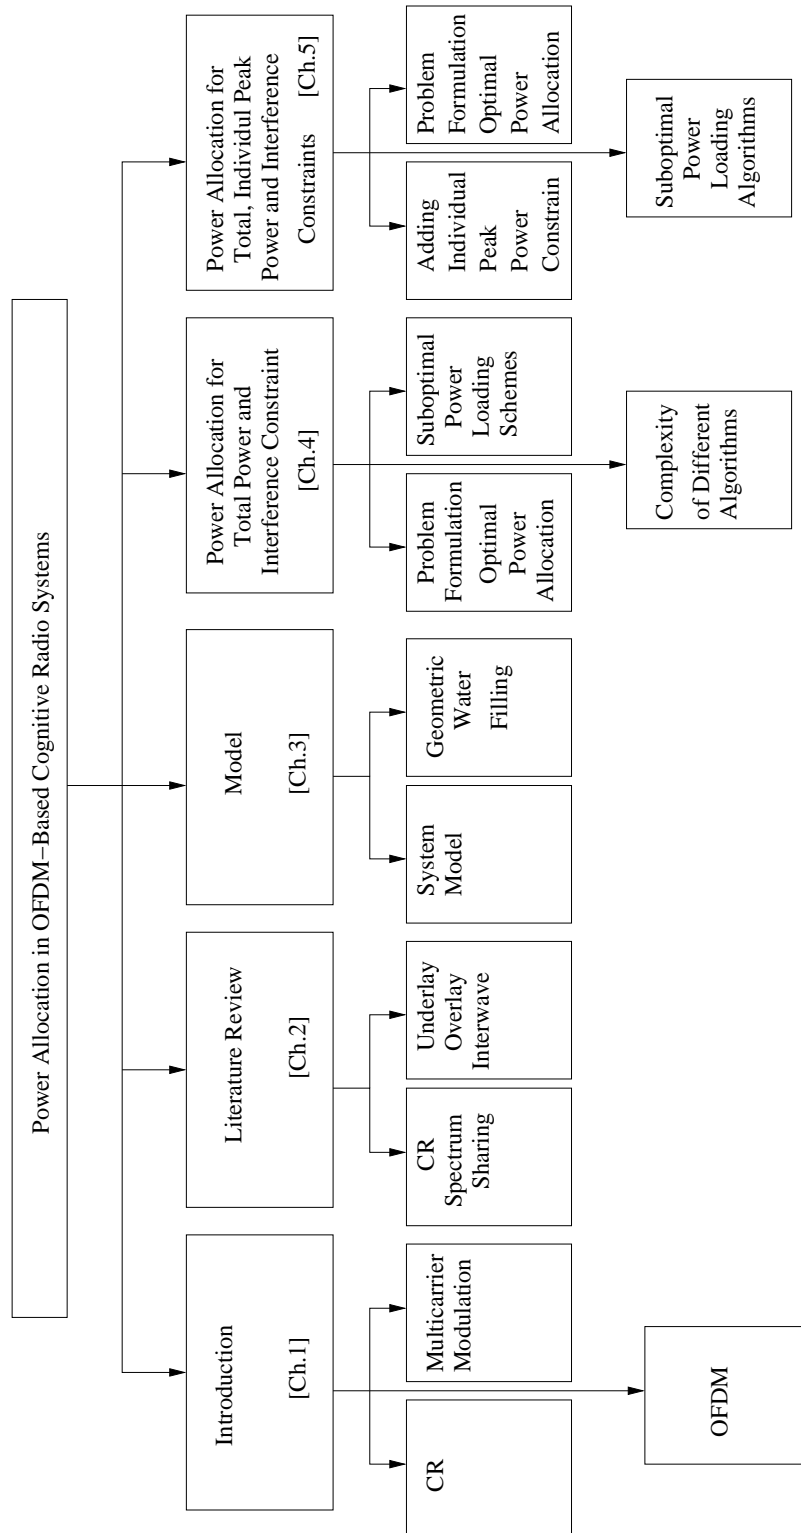 Power Allocation in OFDM−Based Cognitive Radio Systems
Introduction
[Ch.1]
Literature Review
[Ch.2]
Model
[Ch.3]
Power Allocation for
Total Power and
Interference Constraint
[Ch.4]
Power Allocation for
Total, Individul Peak
Power and Interference
Constraints [Ch.5]
CR
Multicarrier
Modulation
OFDM
CR
Spectrum
Sharing
Underlay
Overlay
Interwave
System
Model
Geometric
Water
Filling
Problem
Formulation
Optimal
Power
Allocation
Suboptimal
Power
Loading
Schemes
Complexity
of Different
Algorithms
Adding
Individual
Peak
Power
Constrain
Problem
Formulation
Optimal
Power
Allocation
Suboptimal
Power
Loading
Algorithms